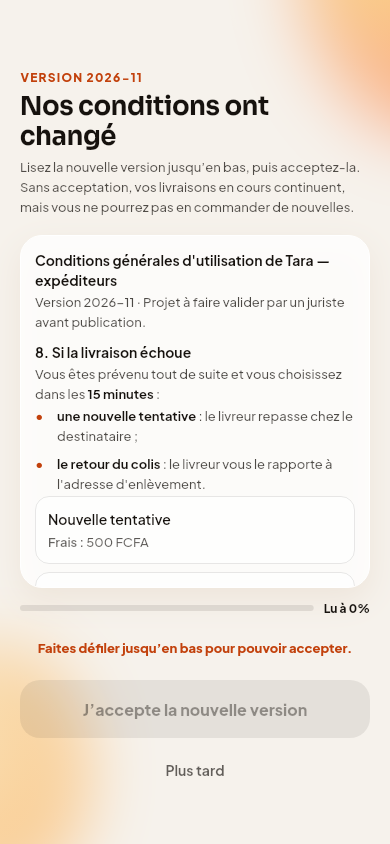 VERSION 2026-11
Nos conditions ont
changé
Lisez la nouvelle version jusqu’en bas, puis acceptez-la.
Sans acceptation, vos livraisons en cours continuent,
mais vous ne pourrez pas en commander de nouvelles.
Conditions générales d'utilisation de Tara —
expéditeurs
Version 2026-11 · Projet à faire valider par un juriste
avant publication.
8. Si la livraison échoue
Vous êtes prévenu tout de suite et vous choisissez
dans les 15 minutes :
• une nouvelle tentative : le livreur repasse chez le
destinataire ;
• le retour du colis : le livreur vous le rapporte à
l'adresse d'enlèvement.
Nouvelle tentative
Frais : 500 FCFA
Lu à 0%
Faites défiler jusqu’en bas pour pouvoir accepter.
J’accepte la nouvelle version
Plus tard